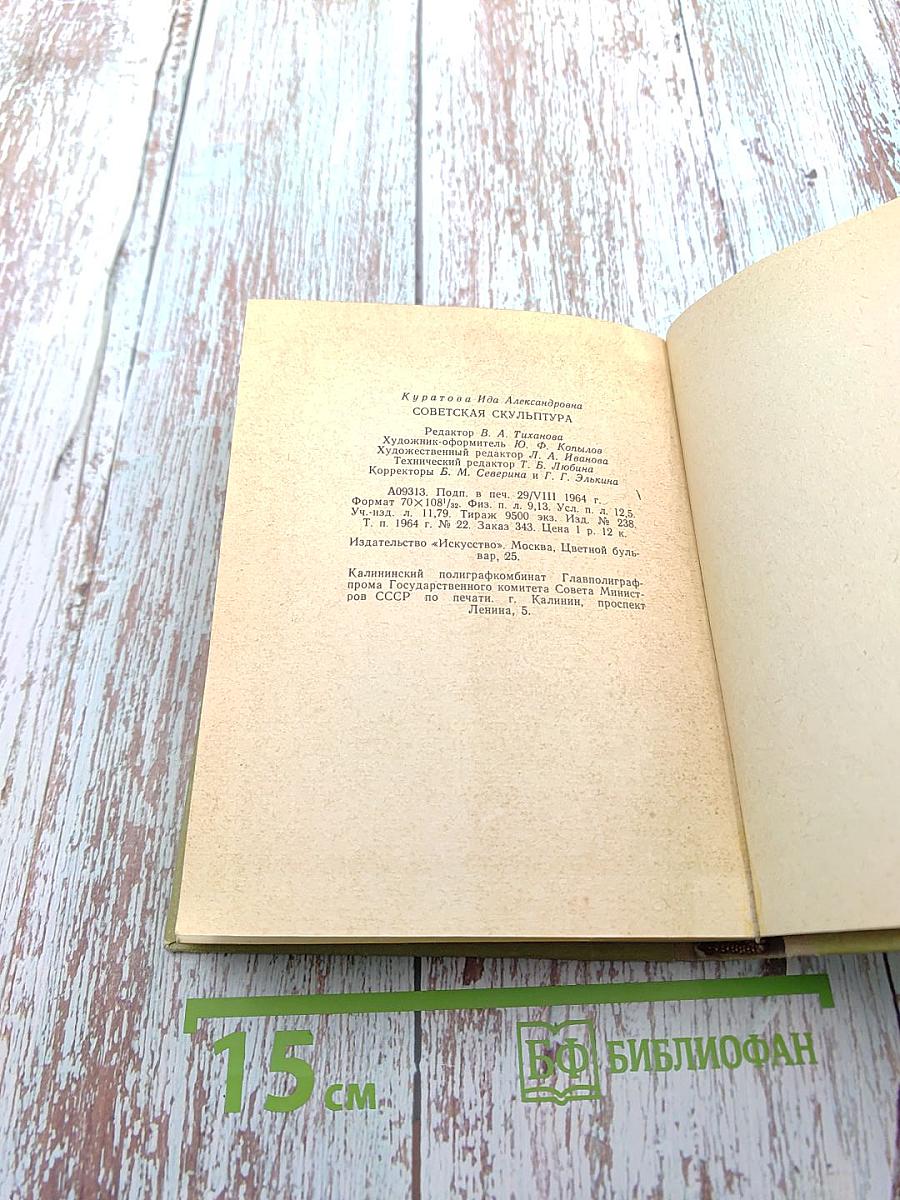 Куратова Ида Александровна
СОВЕТСКАЯ СКУЛЬПТУРА
Редактор В. А. Тиханова
Художник-оформитель Ю. Ф. Копылов
Художественный редактор Л. А. Иванова
Технический редактор Т. Б. Любина
Корректоры Б. М. Северина и Г. Г. Элькина
А09313. Подп. в печ. 29/VIII 1964 г.
Формат 70×108¹/₃₂. Физ. п. л. 9,13. Усл. п. л. 12,5.
Уч.-изд. л. 11,79. Тираж 9500 экз. Изд. № 238.
Т. п. 1964 г. № 22. Заказ 343. Цена 1 р. 12 к.
Издательство «Искусство». Москва, Цветной буль-
вар, 25.
Калининский полиграфкомбинат Главполиграф-
прома Государственного комитета Совета Минист-
ров СССР по печати. г. Калинин, проспект
Ленина, 5.
15 см
БФ БИБЛИОФАН